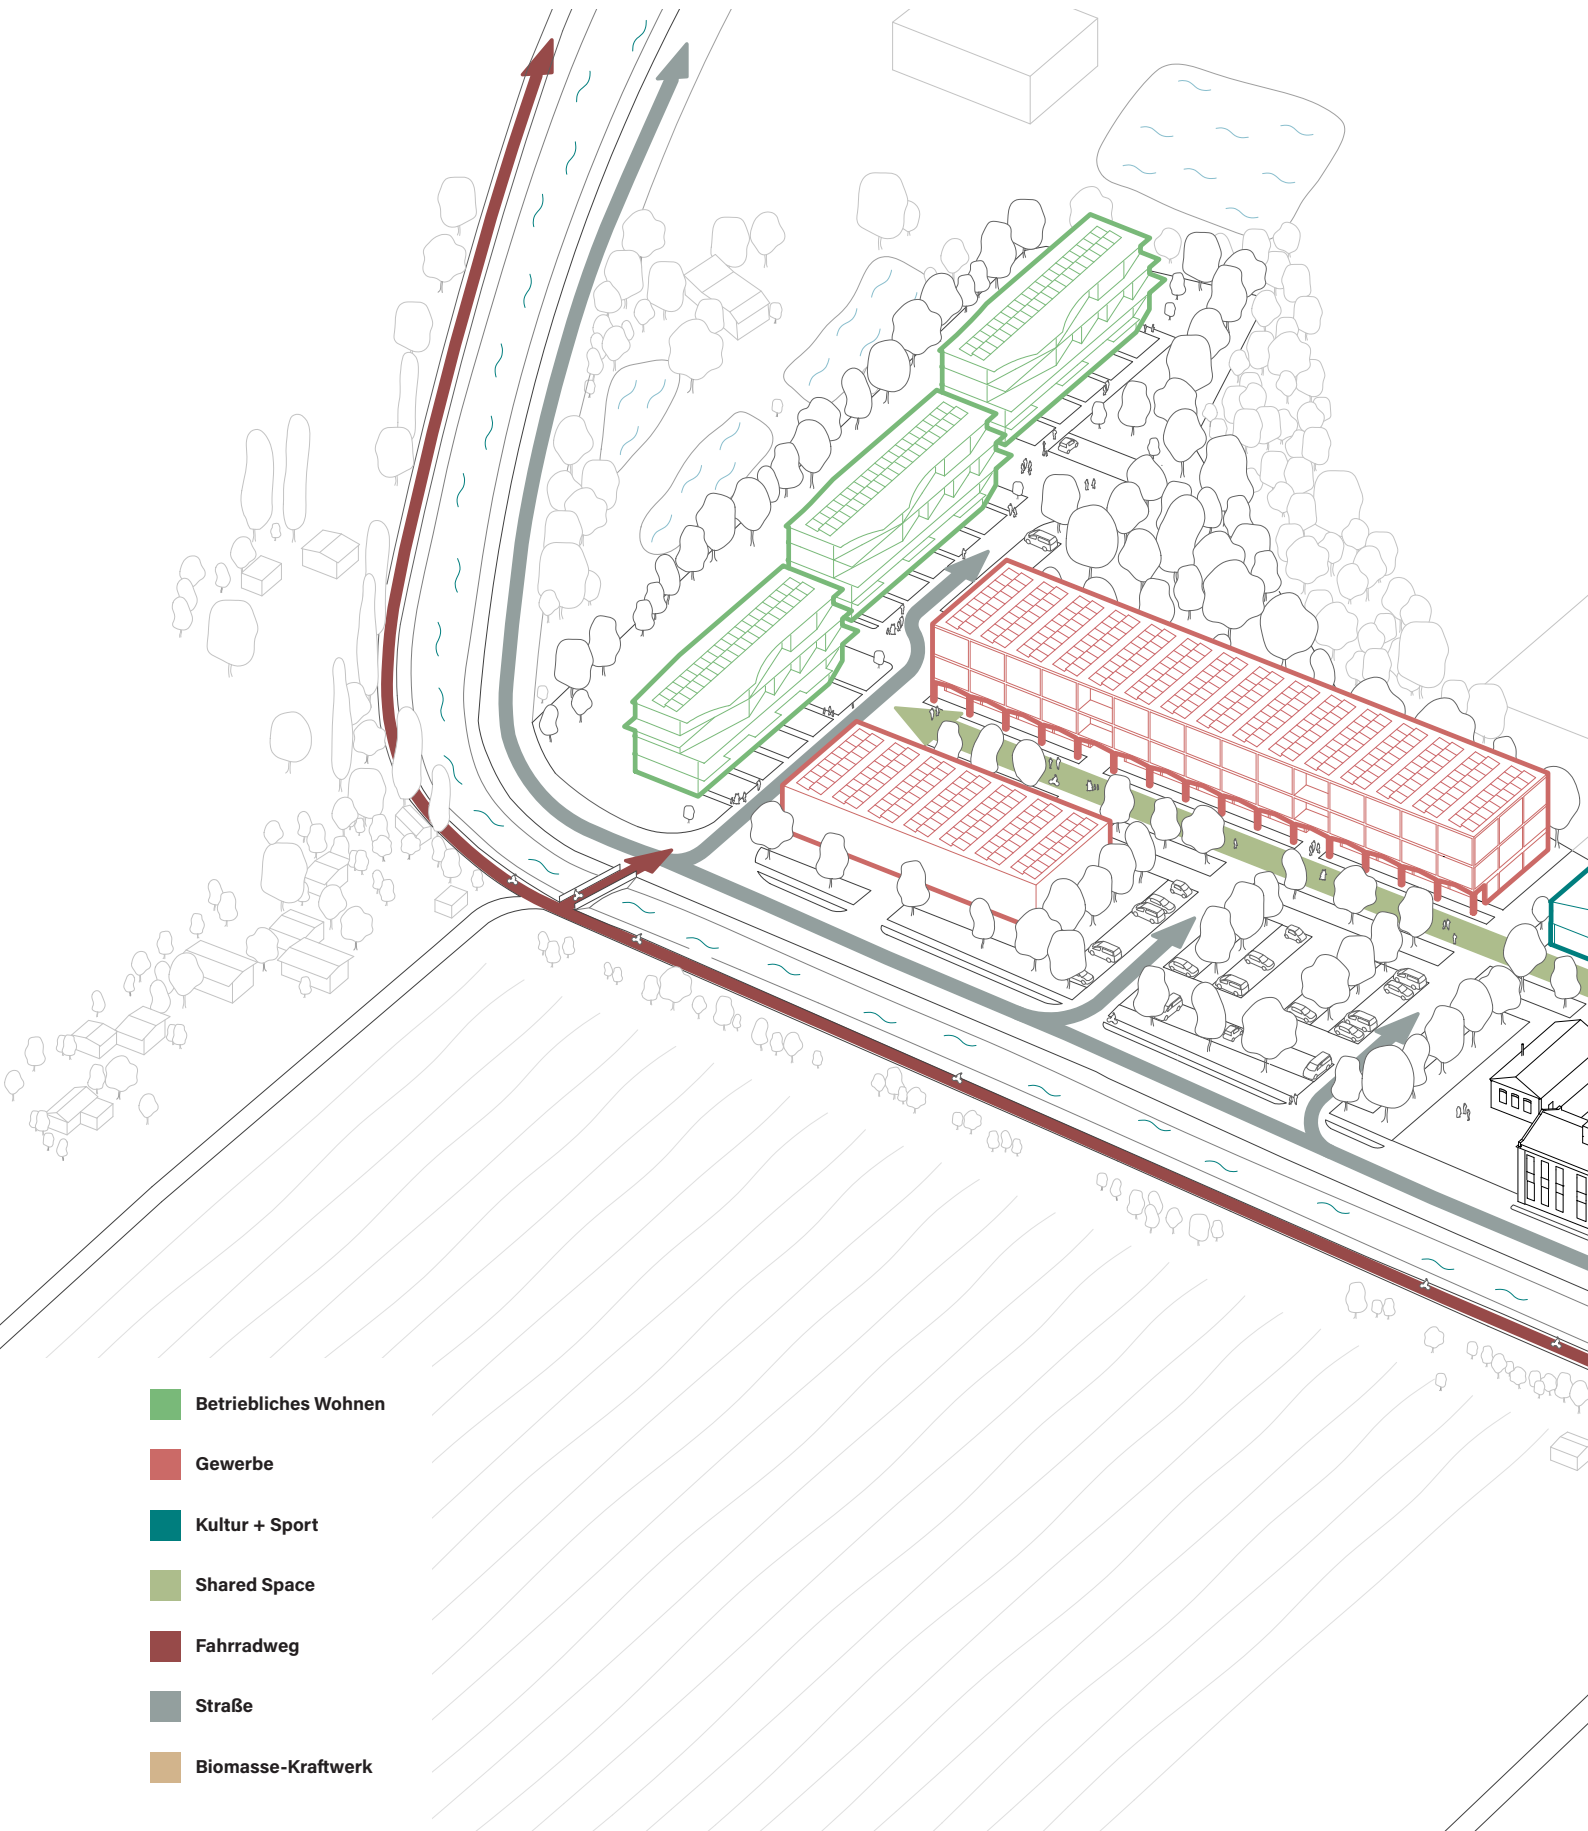 Betriebliches Wohnen
Gewerbe
Kultur + Sport
Shared Space
Fahrradweg
Straße
Biomasse-Kraftwerk